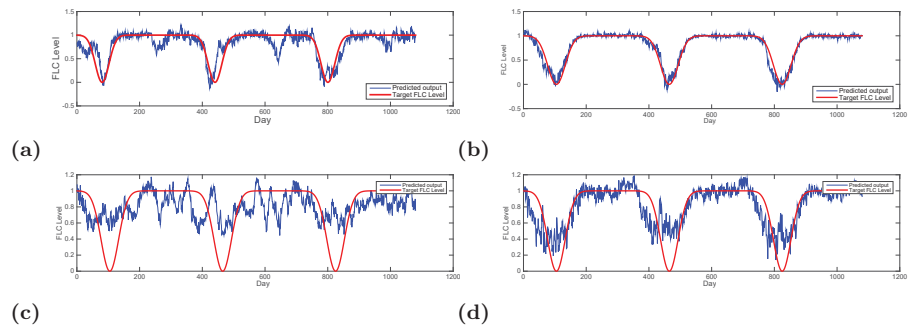 1.5
1
0.5
0
-0.5
FLC Level
0 200 400 600 800 1000 1200
Day
Predicted output
Target FLC Level
(a)
1.5
1
0.5
0
-0.5
FLC Level
0 200 400 600 800 1000 1200
Day
Predicted output
Target FLC Level
(b)
1.2
1
0.8
0.6
0.4
0.2
0
FLC Level
0 200 400 600 800 1000 1200
Day
Predicted output
Target FLC Level
(c)
1.2
1
0.8
0.6
0.4
0.2
0
FLC Level
0 200 400 600 800 1000 1200
Day
Predicted output
Target FLC Level
(d)